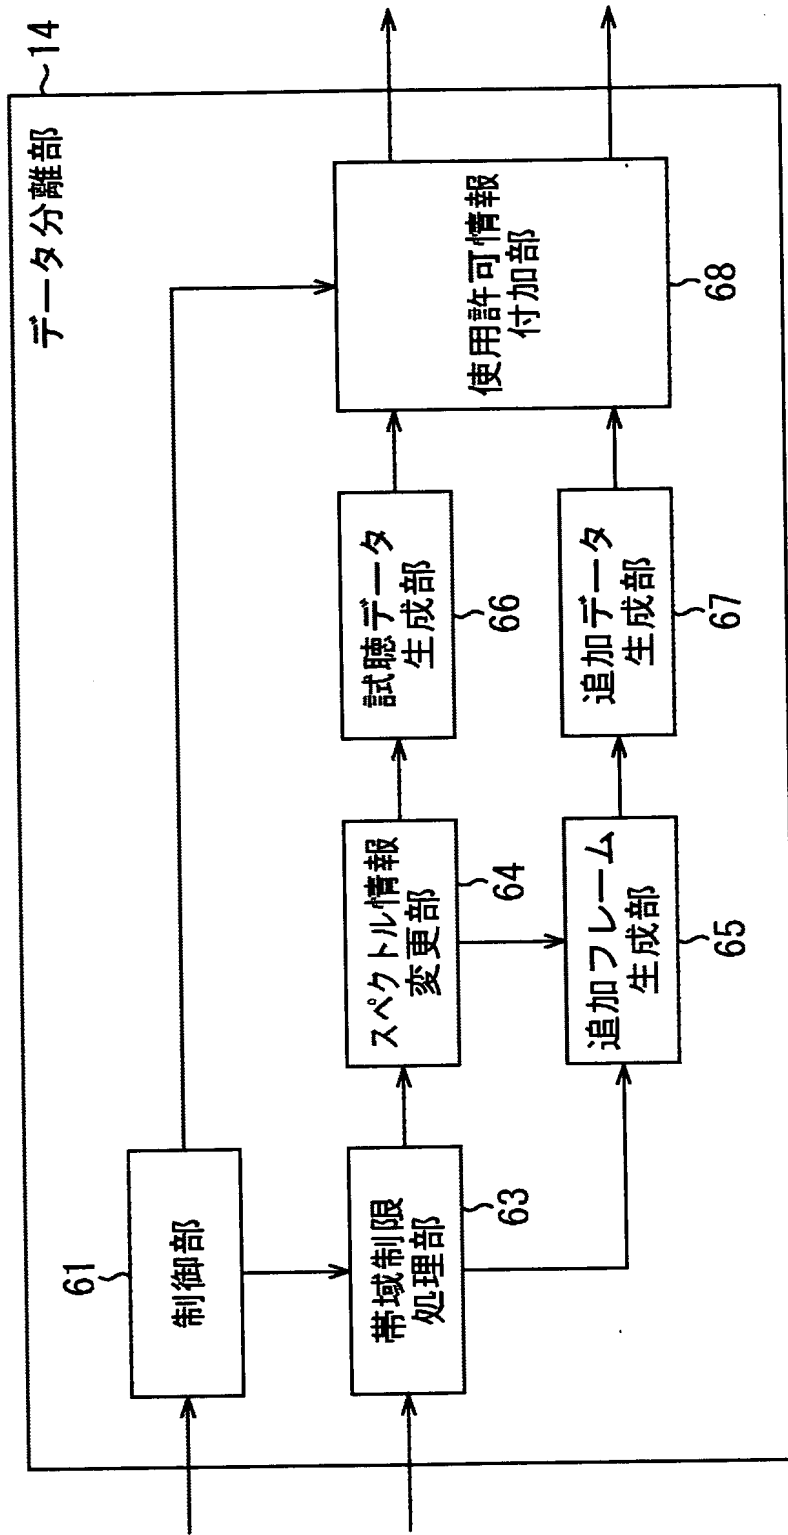 データ分離部
~14
61
制御部
帯域制限
処理部
63
スペクトル情報
変更部
64
試聴データ
生成部
66
追加フレーム
生成部
65
追加データ
生成部
67
使用許可情報
付加部
68